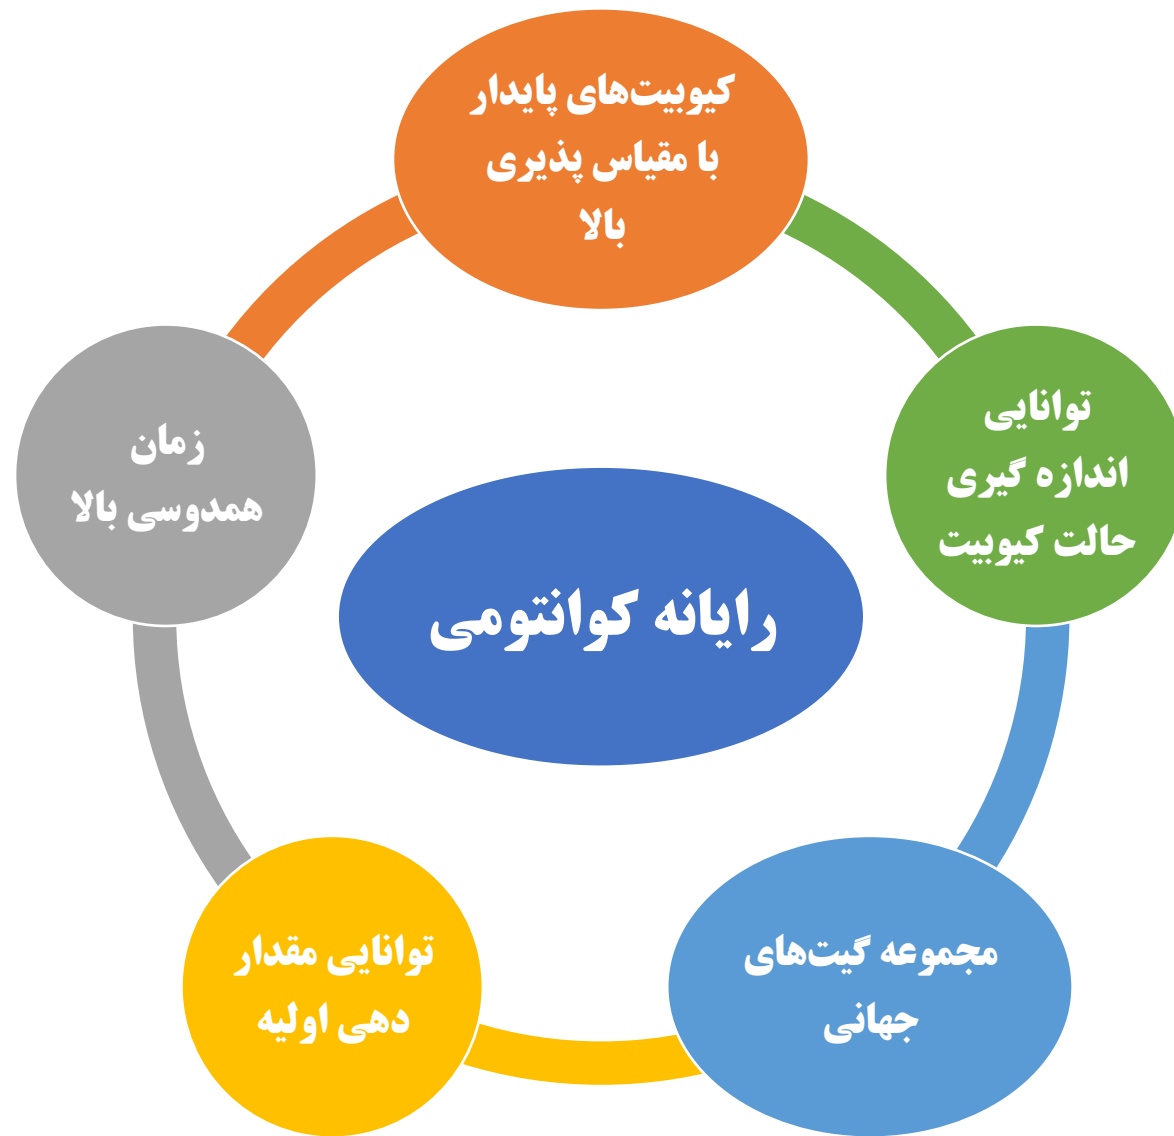 کیوبیت‌های پایدار
با مقیاس پذیری
بالا
توانایی
اندازه گیری
حالت کیوبیت
زمان
همدوسی بالا
رایانه کوانتومی
مجموعه گیت‌های
جهانی
توانایی مقدار
دهی اولیه